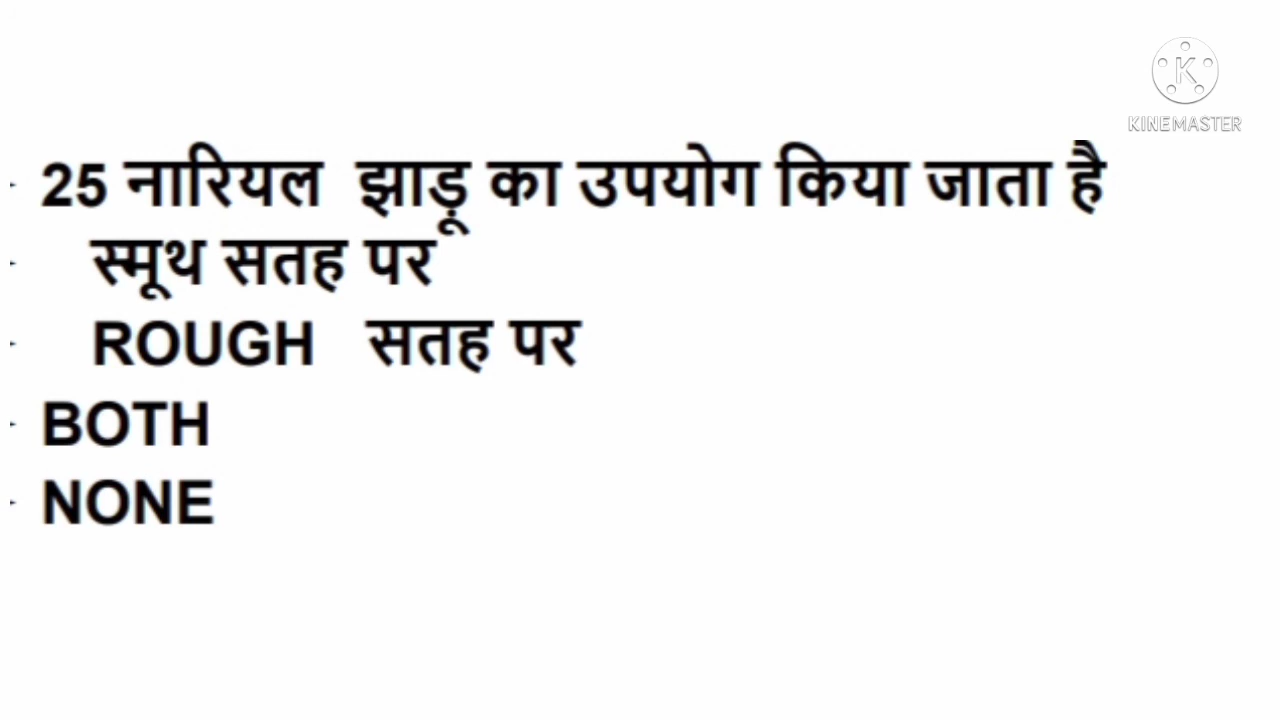 KINEMASTER
25 नारियल झाड़ू का उपयोग किया जाता है
स्मूथ सतह पर
ROUGH सतह पर
BOTH
NONE